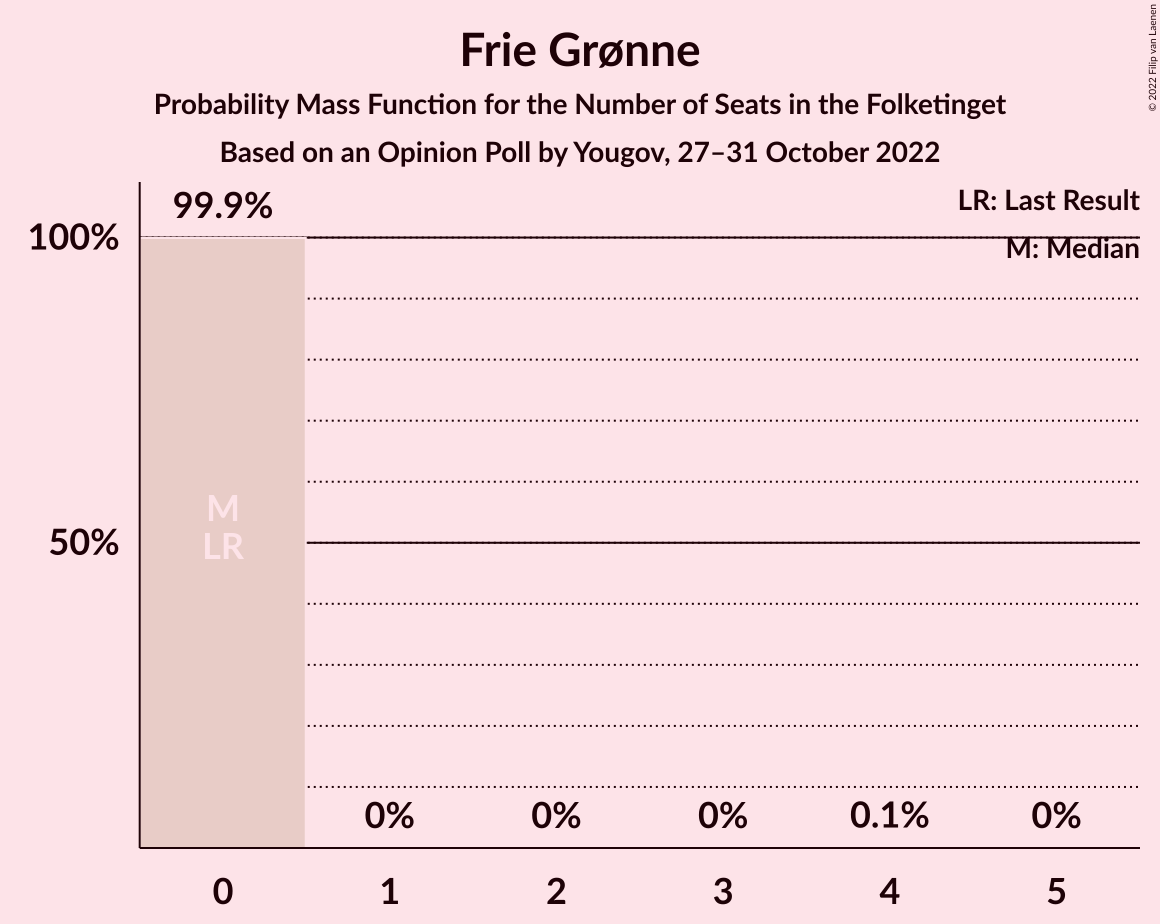 Frie Grønne
Probability Mass Function for the Number of Seats in the Folketinget
Based on an Opinion Poll by Yougov, 27–31 October 2022
© 2022 Filip van Laenen
99.9%
LR: Last Result
100%
M: Median
M
LR
50%
0% 0% 0% 0.1% 0%
0 1 2 3 4 5